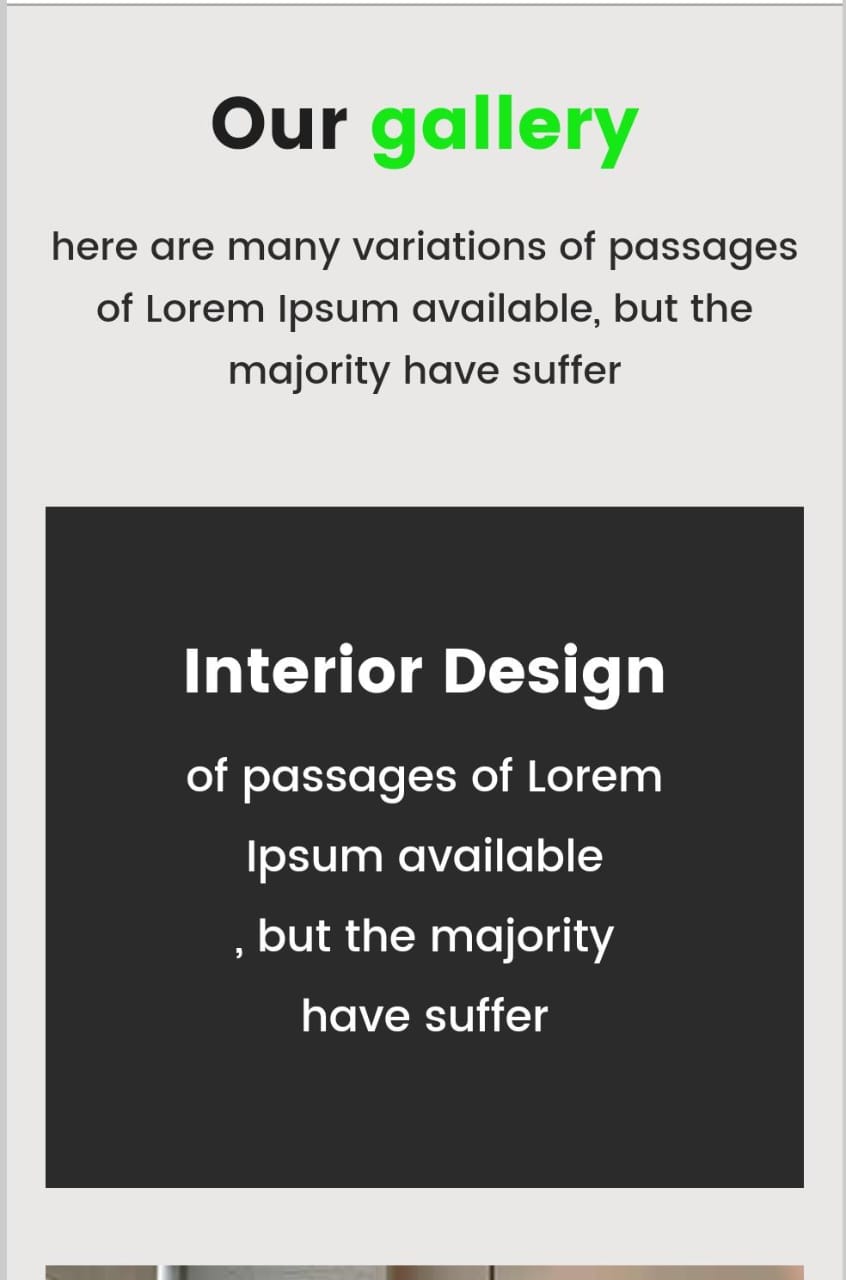 Our gallery
here are many variations of passages
of Lorem Ipsum available, but the
majority have suffer
Interior Design
of passages of Lorem
Ipsum available
, but the majority
have suffer